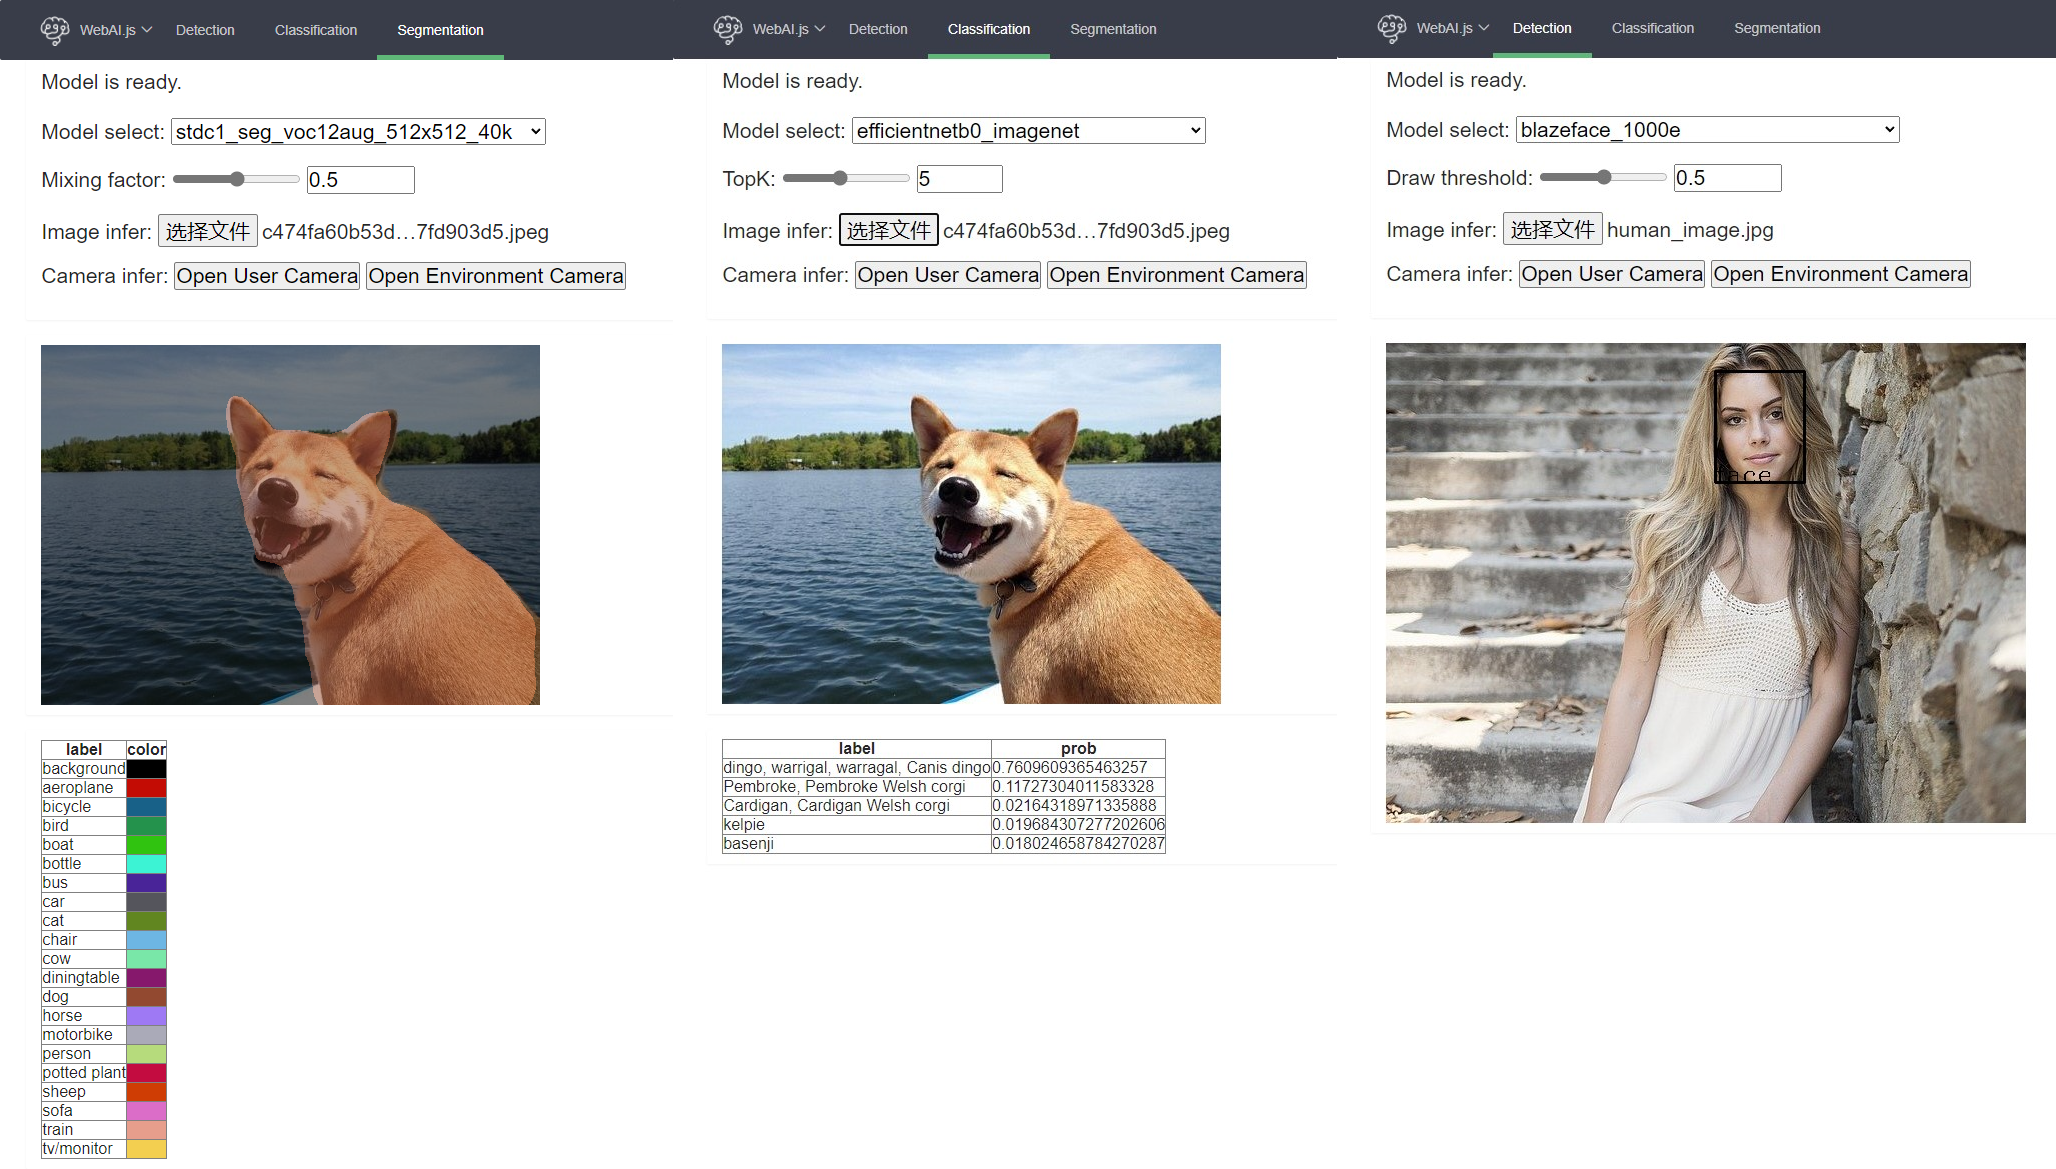 WebAI.js Detection Classification Segmentation
Model is ready.
Model select: stdc1_seg_voc12aug_512x512_40k
Mixing factor: 0.5
Image infer: 选择文件 c474fa60b53d…7fd903d5.jpeg
Camera infer: Open User Camera Open Environment Camera
label color
background
aeroplane
bicycle
bird
boat
bottle
bus
car
cat
chair
cow
diningtable
dog
horse
motorbike
person
potted plant
sheep
sofa
train
tv/monitor
WebAI.js Detection Classification Segmentation
Model is ready.
Model select: efficientnetb0_imagenet
TopK: 5
Image infer: 选择文件 c474fa60b53d…7fd903d5.jpeg
Camera infer: Open User Camera Open Environment Camera
label prob
dingo, warrigal, warragal, Canis dingo 0.7609609365463257
Pembroke, Pembroke Welsh corgi 0.11727304011583328
Cardigan, Cardigan Welsh corgi 0.02164318971335888
kelpie 0.019684307277202606
basenji 0.018024658784270287
WebAI.js Detection Classification Segmentation
Model is ready.
Model select: blazeface_1000e
Draw threshold: 0.5
Image infer: 选择文件 human_image.jpg
Camera infer: Open User Camera Open Environment Camera
face